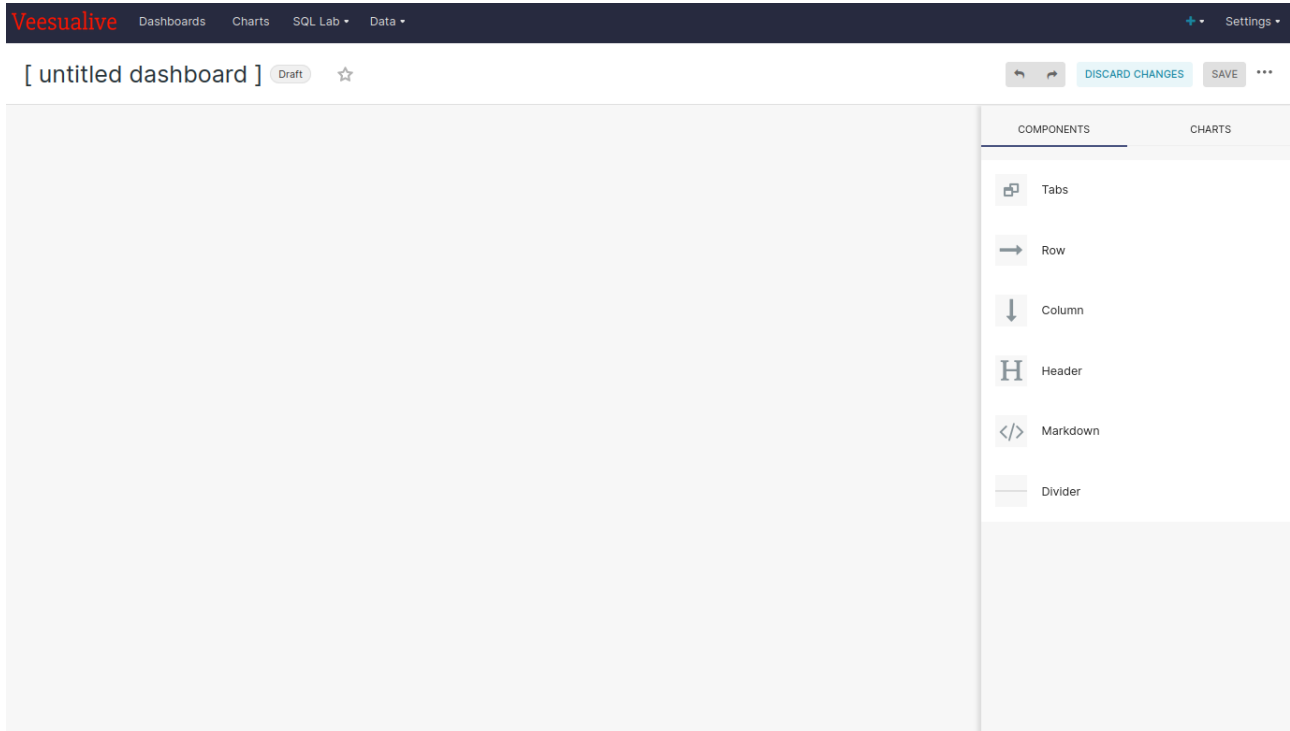 Veesualive Dashboards Charts SQL Lab Data + Settings
[ untitled dashboard ] Draft DISCARD CHANGES SAVE •••
COMPONENTS CHARTS
Tabs
Row
Column
H Header
</> Markdown
Divider